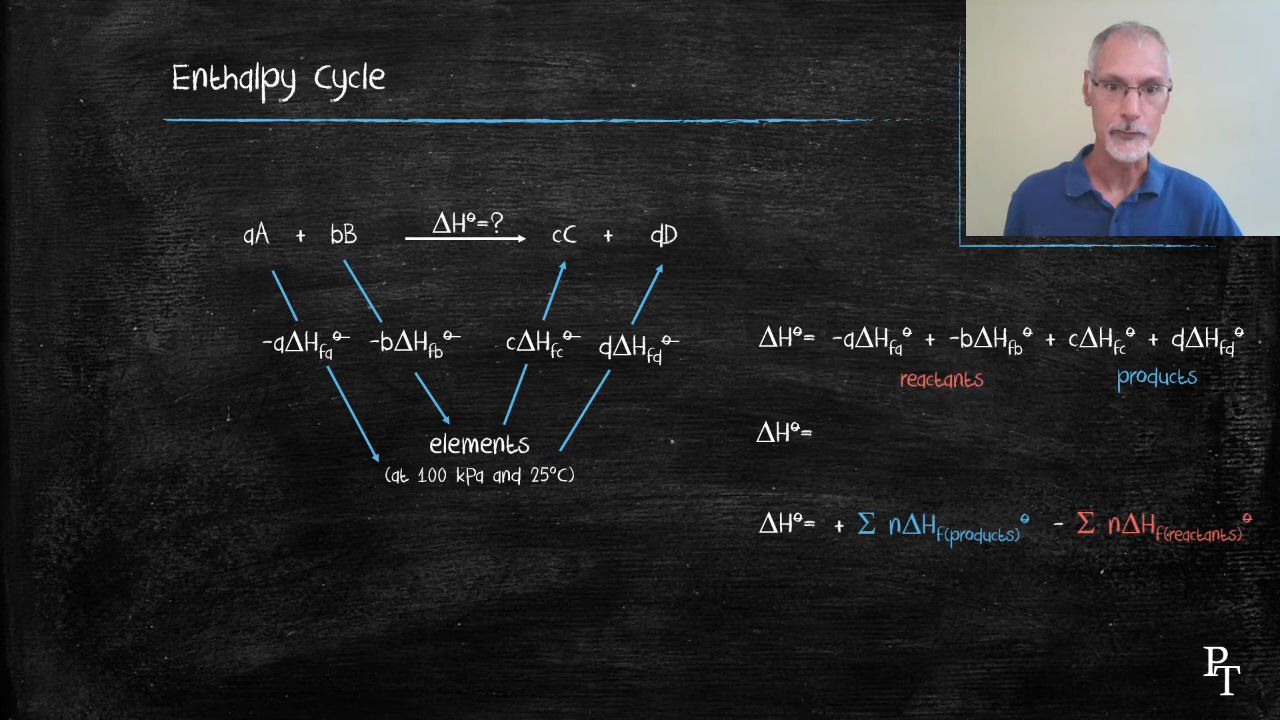 Enthalpy Cycle
aA + bB ΔH⦵=? cC + dD
-aΔHfa⦵ -bΔHfb⦵ cΔHfc⦵ dΔHfd⦵
elements
(at 100 kPa and 25°C)
ΔH⦵= -aΔHfa⦵ + -bΔHfb⦵ + cΔHfc⦵ + dΔHfd⦵
reactants products
ΔH⦵=
ΔH⦵= + Σ nΔHf(products)⦵ - Σ nΔHf(reactants)⦵
PT